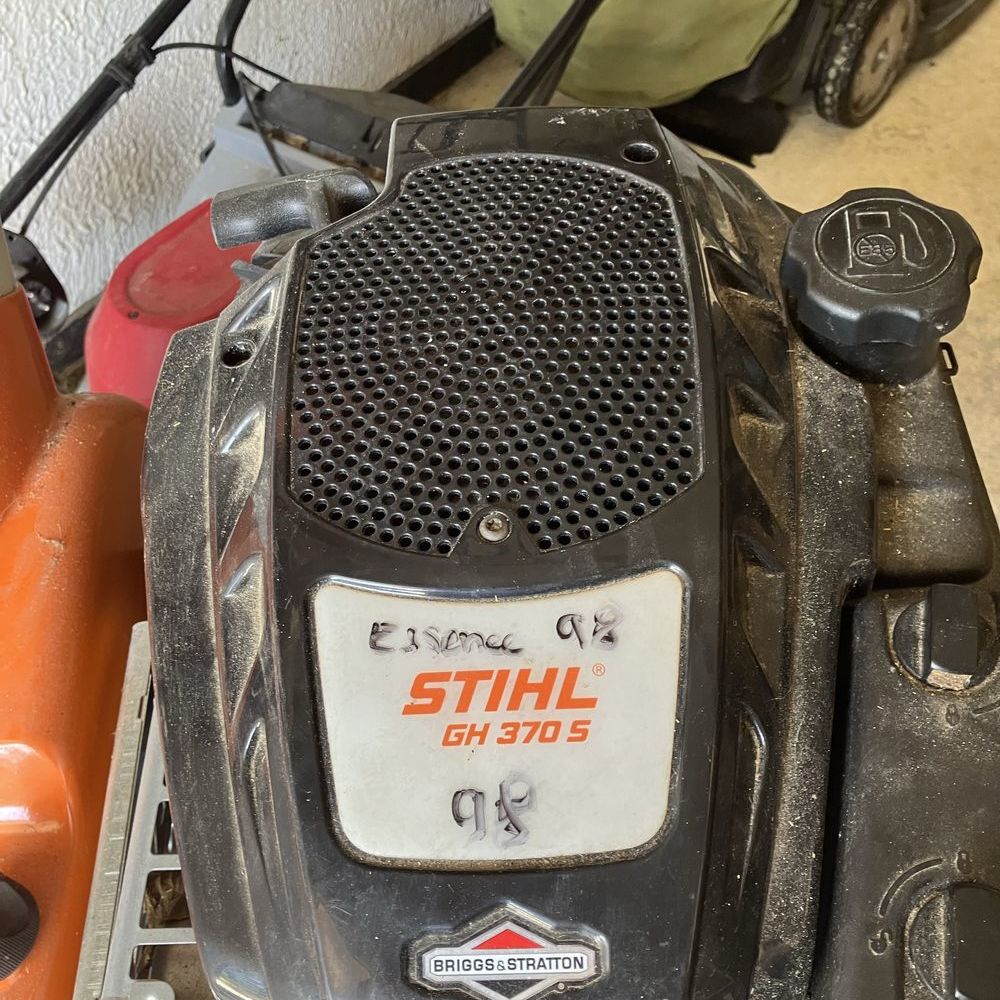 Essence 98
STIHL®
GH 370 S
98
BRIGGS & STRATTON